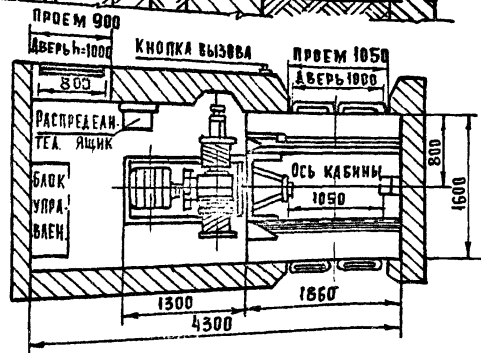 ПРОЕМ 900
ДВЕРЬ h=1000
800
КНОПКА ВЫЗОВА
ПРОЕМ 1050
ДВЕРЬ 1000
РАСПРЕДЕЛИ-
ТЕЛ. ЯЩИК
БЛОК
УПРА-
ВЛЕН.
ОСЬ КАБИНЫ
1050
800
1600
1300
1860
4300